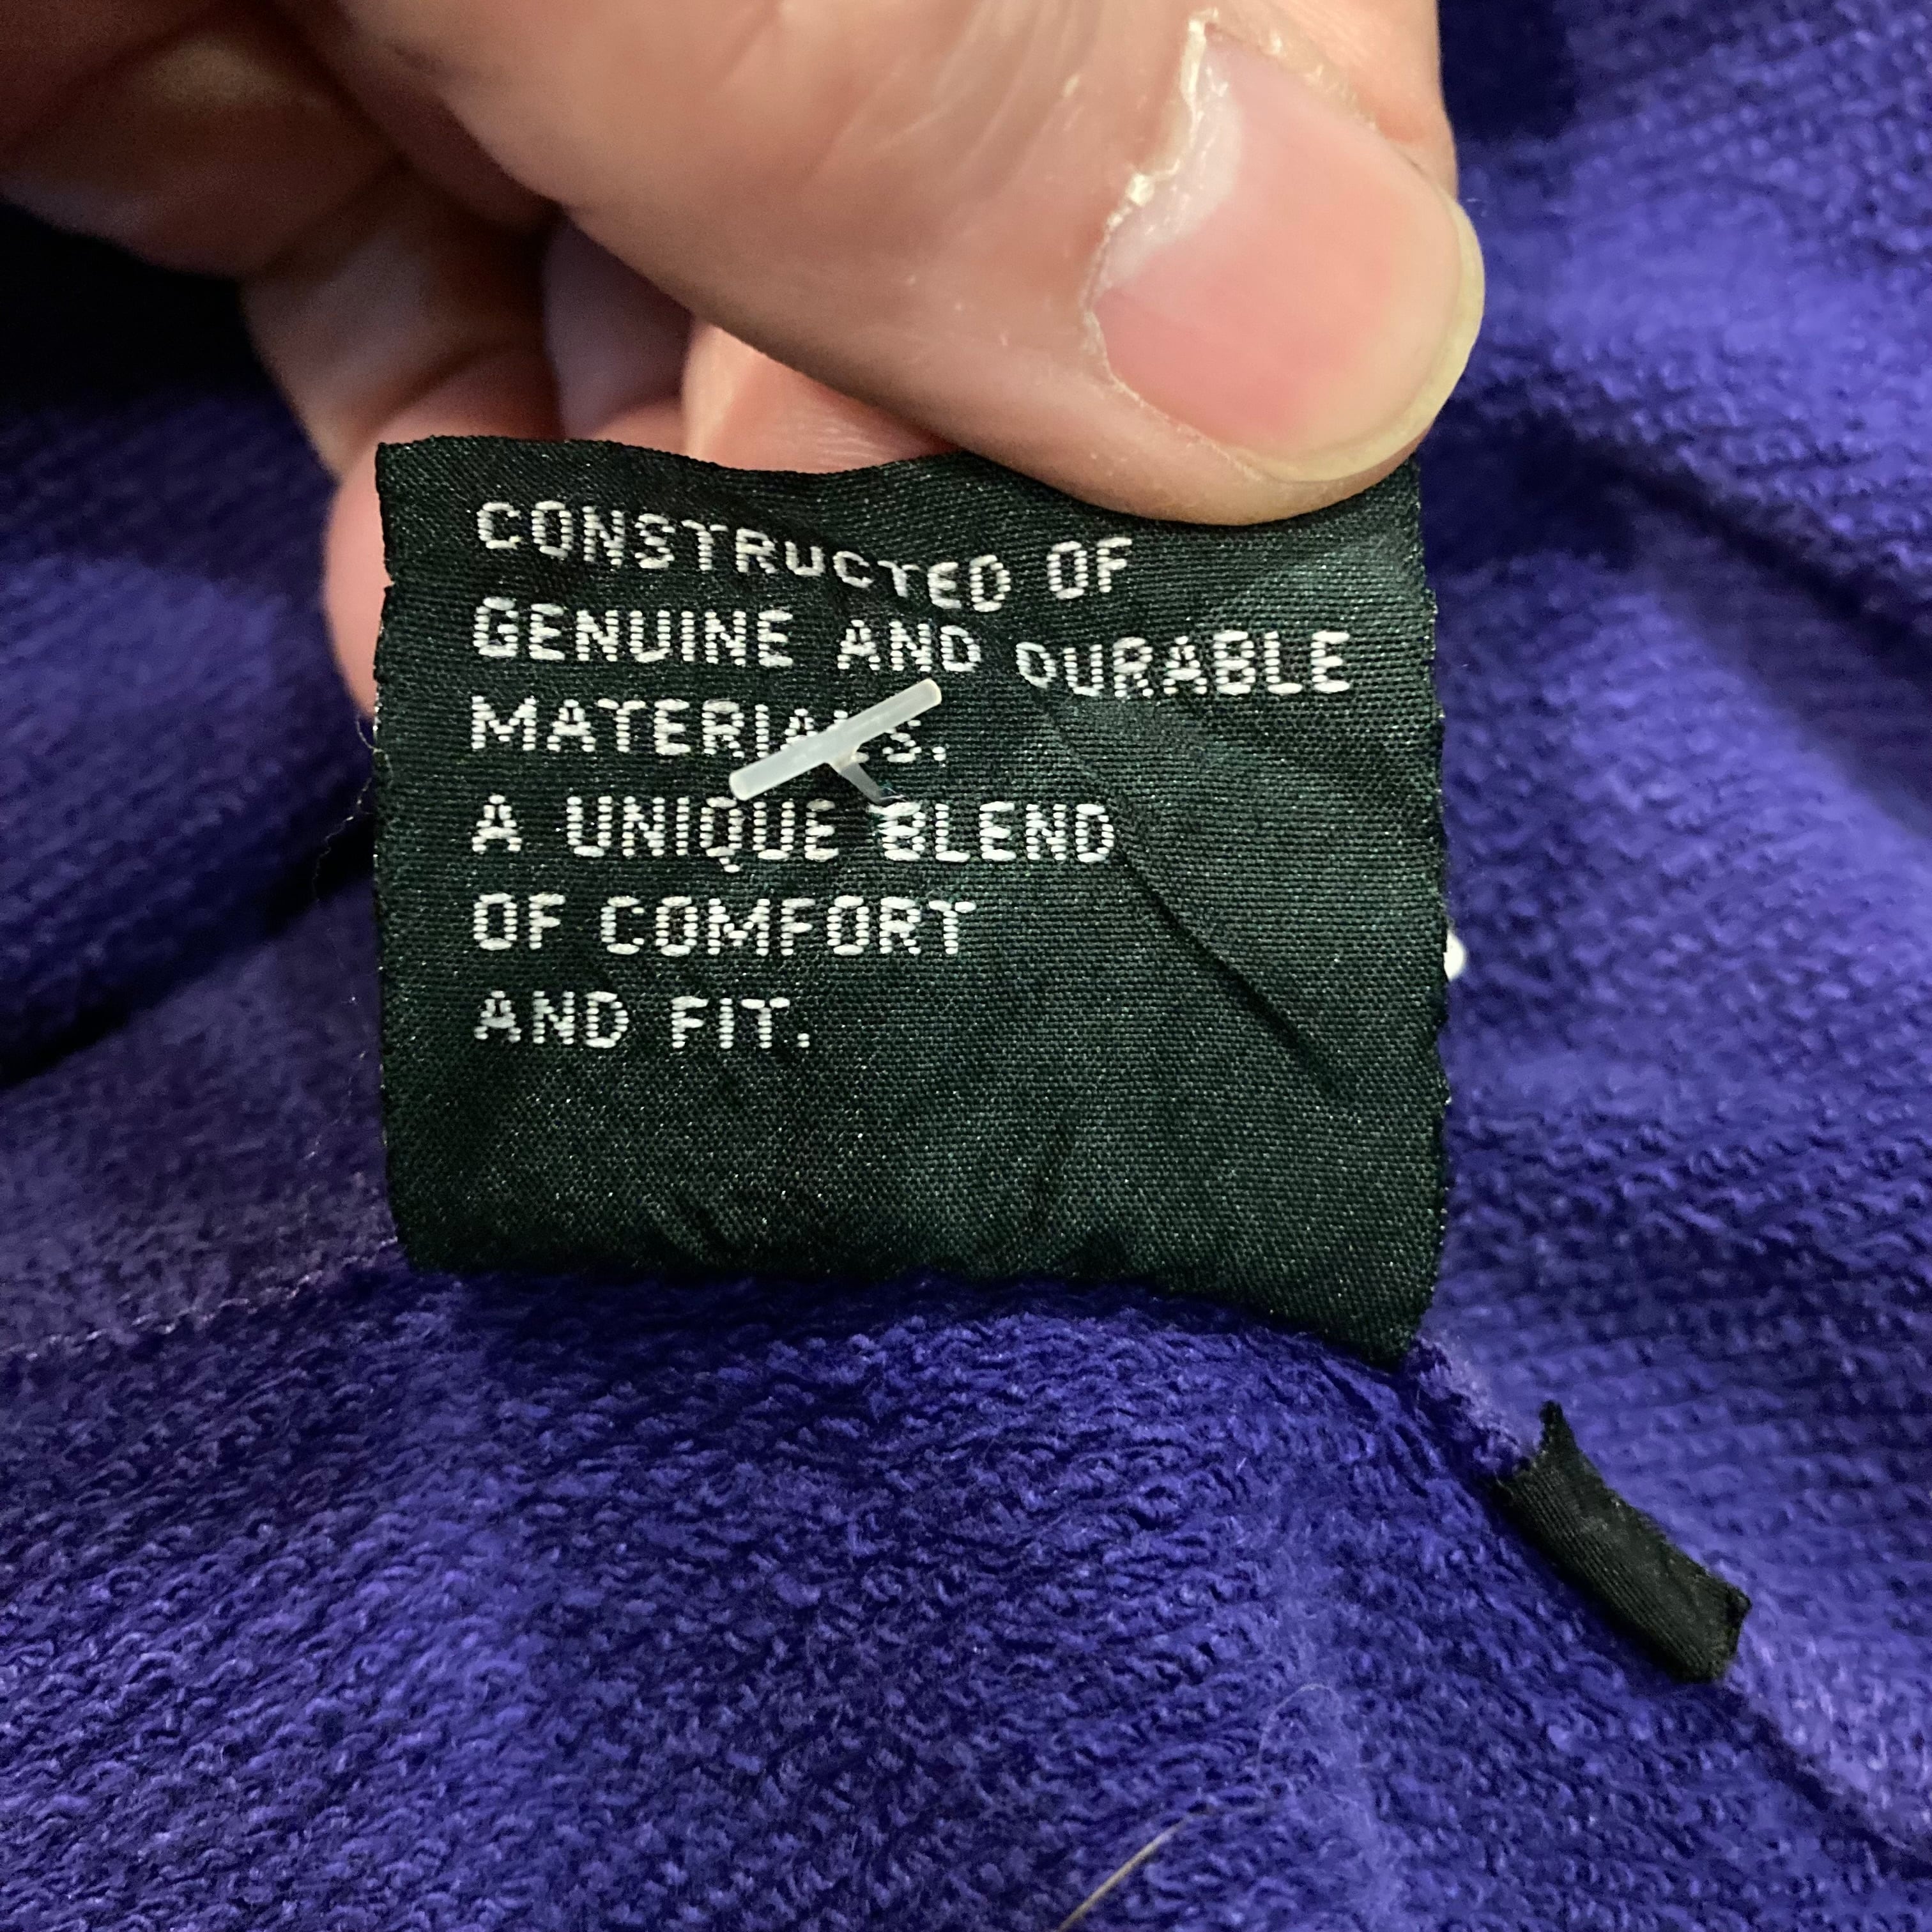 CONSTRUCTED OF
GENUINE AND DURABLE
MATERIALS.
A UNIQUE BLEND
OF COMFORT
AND FIT.